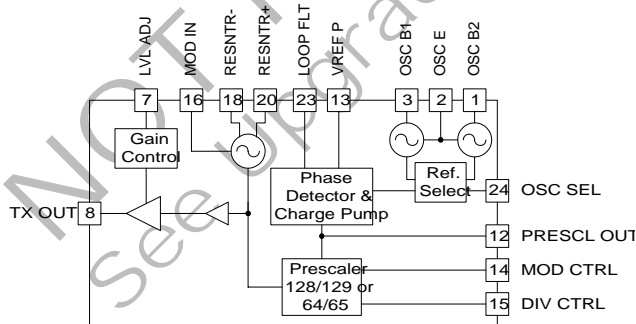 LVL ADJ
MOD IN
RESNTR-
RESNTR+
LOOP FLT
VREF P
OSC B1
OSC E
OSC B2
7
16
18
20
23
13
3
2
1
Gain
Control
Phase
Detector &
Charge Pump
Ref.
Select
24 OSC SEL
TX OUT 8
12 PRESCL OUT
Prescaler
128/129 or
64/65
14 MOD CTRL
15 DIV CTRL
NOT
See Upgrad